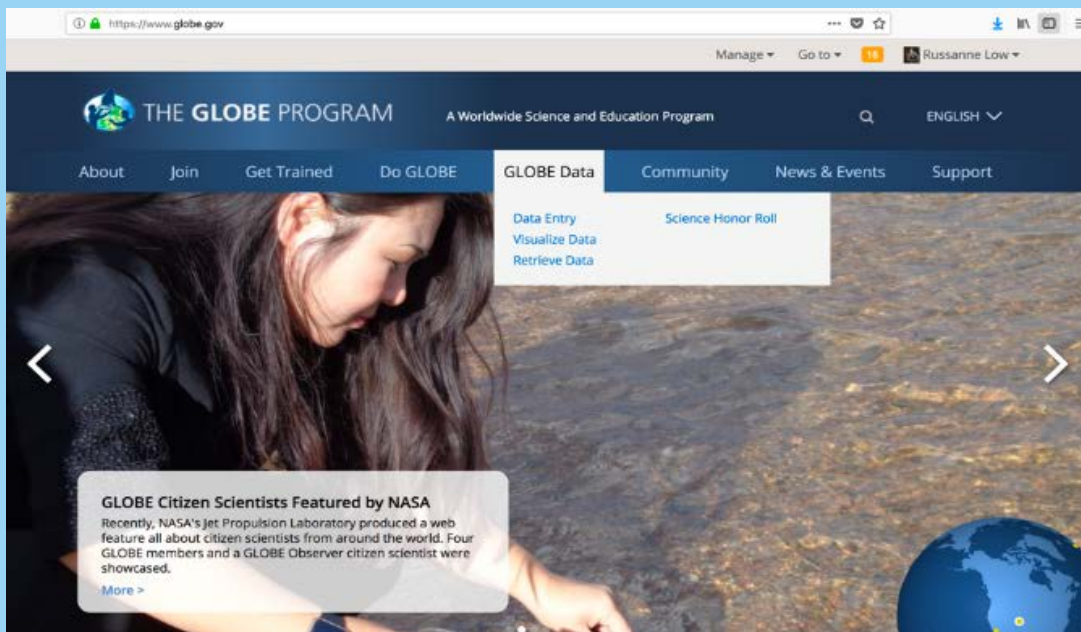 https://www.globe.gov
Manage Go to 16 Russanne Low
THE GLOBE PROGRAM A Worldwide Science and Education Program ENGLISH
About Join Get Trained Do GLOBE GLOBE Data Community News & Events Support
Data Entry Science Honor Roll
Visualize Data
Retrieve Data
GLOBE Citizen Scientists Featured by NASA
Recently, NASA's Jet Propulsion Laboratory produced a web
feature all about citizen scientists from around the world. Four
GLOBE members and a GLOBE Observer citizen scientist were
showcased.
More >